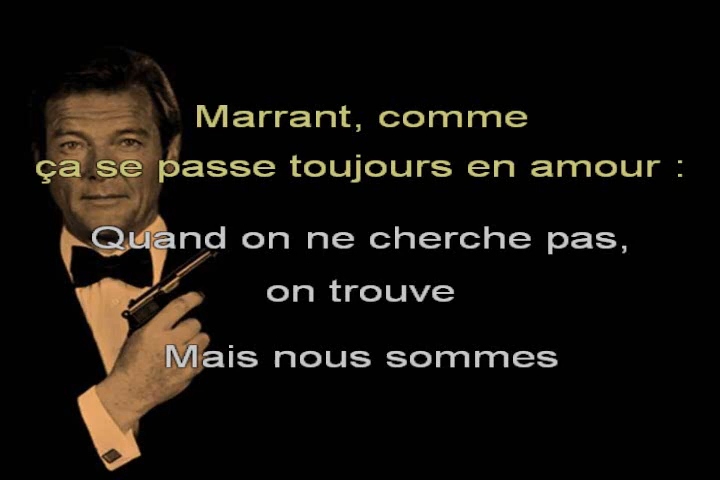 Marrant, comme
ça se passe toujours en amour :
Quand on ne cherche pas,
on trouve
Mais nous sommes